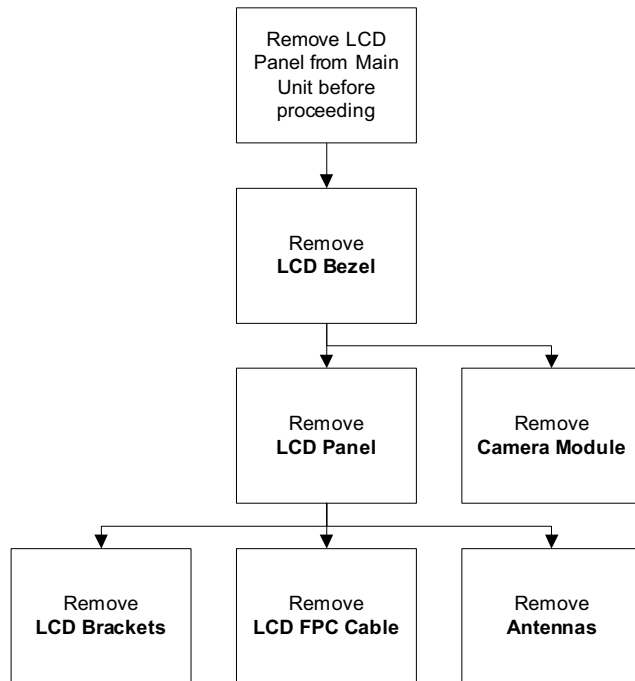 Remove LCD
Panel from Main
Unit before
proceeding
Remove
LCD Bezel
Remove
LCD Panel
Remove
Camera Module
Remove
LCD Brackets
Remove
LCD FPC Cable
Remove
Antennas